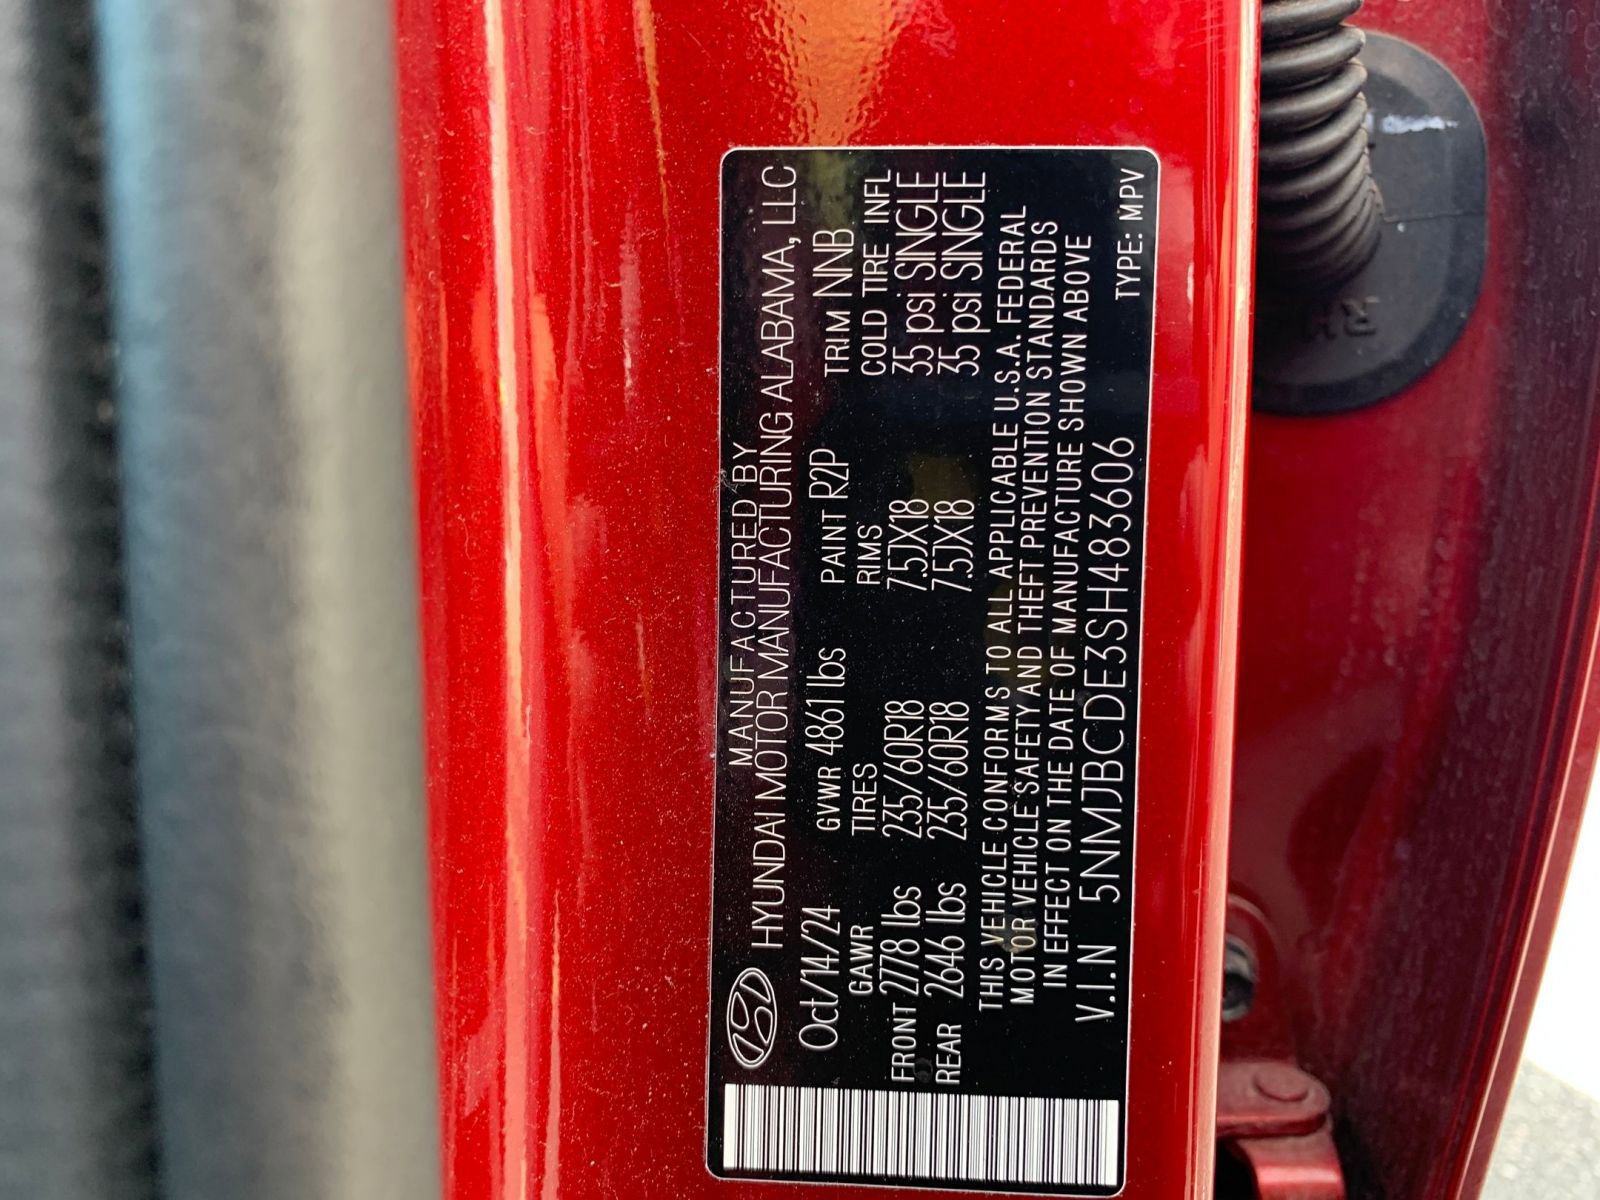 MANUFACTURED BY
HYUNDAI MOTOR MANUFACTURING ALABAMA, LLC
Oct/14/24 GVWR 4861 lbs PAINT R2P TRIM NNB
GAWR TIRES RIMS COLD TIRE INFL
FRONT 2778 lbs 235/60R18 7.5JX18 35 psi SINGLE
REAR 2646 lbs 235/60R18 7.5JX18 35 psi SINGLE
THIS VEHICLE CONFORMS TO ALL APPLICABLE U.S.A. FEDERAL
MOTOR VEHICLE SAFETY AND THEFT PREVENTION STANDARDS
IN EFFECT ON THE DATE OF MANUFACTURE SHOWN ABOVE
V.I.N 5NMJBCDE3SH483606 TYPE: MPV
RH